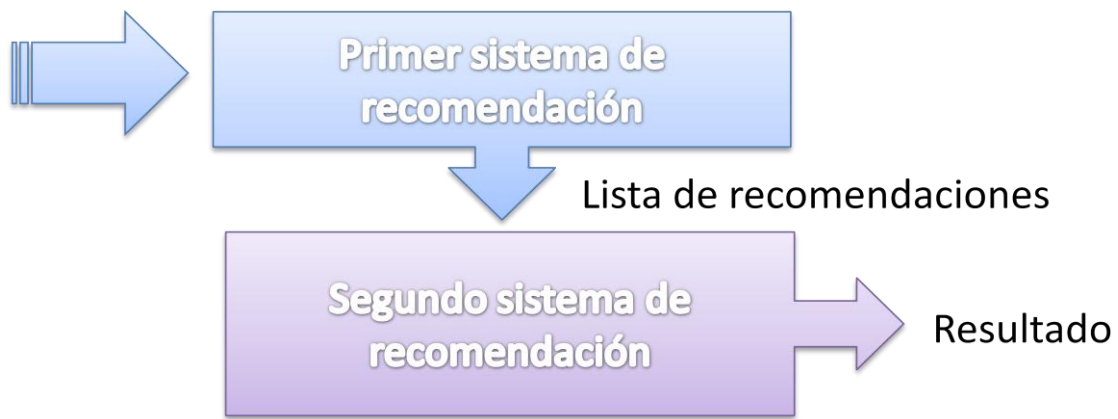 Primer sistema de
recomendación
Lista de recomendaciones
Segundo sistema de
recomendación
Resultado